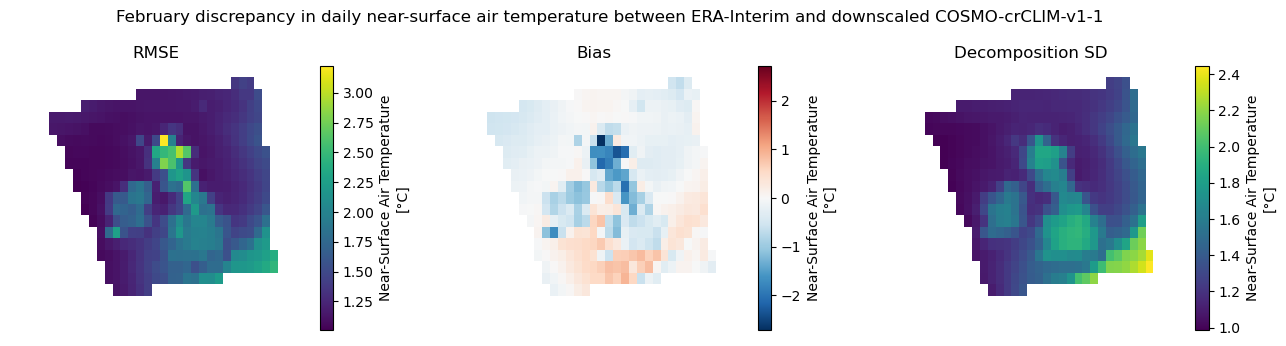 February discrepancy in daily near-surface air temperature between ERA-Interim and downscaled COSMO-crCLIM-v1-1
RMSE
3.00
2.75
2.50
2.25
2.00
1.75
1.50
1.25
Near-Surface Air Temperature
[°C]
Bias
2
1
0
−1
−2
Near-Surface Air Temperature
[°C]
Decomposition SD
2.4
2.2
2.0
1.8
1.6
1.4
1.2
1.0
Near-Surface Air Temperature
[°C]